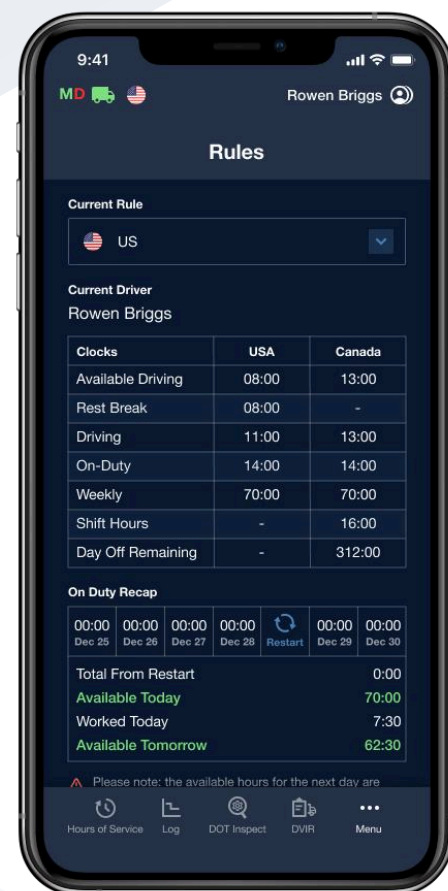 9:41
MD Rowen Briggs
Rules
Current Rule
US
Current Driver
Rowen Briggs
Clocks USA Canada
Available Driving 08:00 13:00
Rest Break 08:00 -
Driving 11:00 13:00
On-Duty 14:00 14:00
Weekly 70:00 70:00
Shift Hours - 16:00
Day Off Remaining - 312:00
On Duty Recap
00:00 00:00 00:00 00:00 00:00 00:00
Dec 25 Dec 26 Dec 27 Dec 28 Restart Dec 29 Dec 30
Total From Restart 0:00
Available Today 70:00
Worked Today 7:30
Available Tomorrow 62:30
Please note: the available hours for the next day are
Hours of Service Log DOT Inspect DVIR Menu